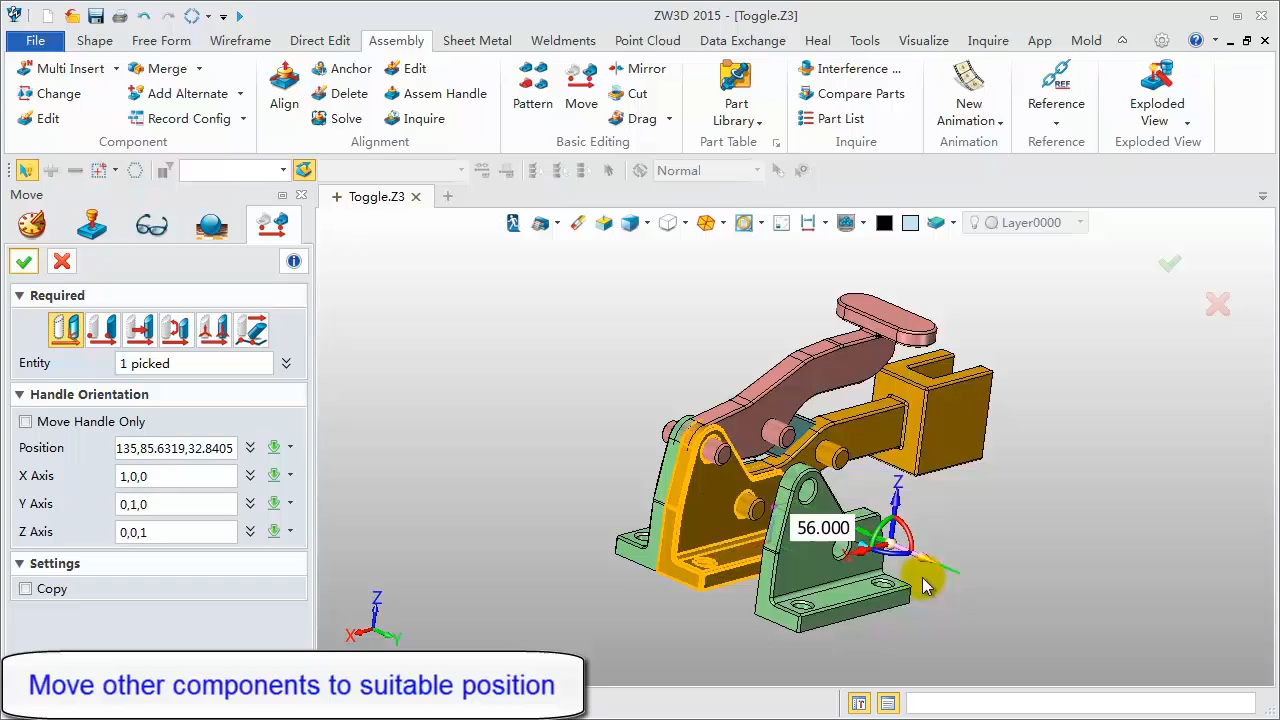 ZW3D 2015 - [Toggle.Z3]
File Shape Free Form Wireframe Direct Edit Assembly Sheet Metal Weldments Point Cloud Data Exchange Heal Tools Visualize Inquire App Mold
Multi Insert Merge Anchor Edit Mirror Interference ...
Change Add Alternate Align Delete Assem Handle Pattern Move Cut Part Library Compare Parts New Animation Reference Exploded View
Edit Record Config Solve Inquire Drag Part List
Component Alignment Basic Editing Part Table Inquire Animation Reference Exploded View
Normal
Move
Toggle.Z3
Layer0000
Required
Entity 1 picked
Handle Orientation
Move Handle Only
Position 135,85.6319,32.8405
X Axis 1,0,0
Y Axis 0,1,0
Z Axis 0,0,1
Settings
Copy
Z
56.000
Z
X Y
Move other components to suitable position